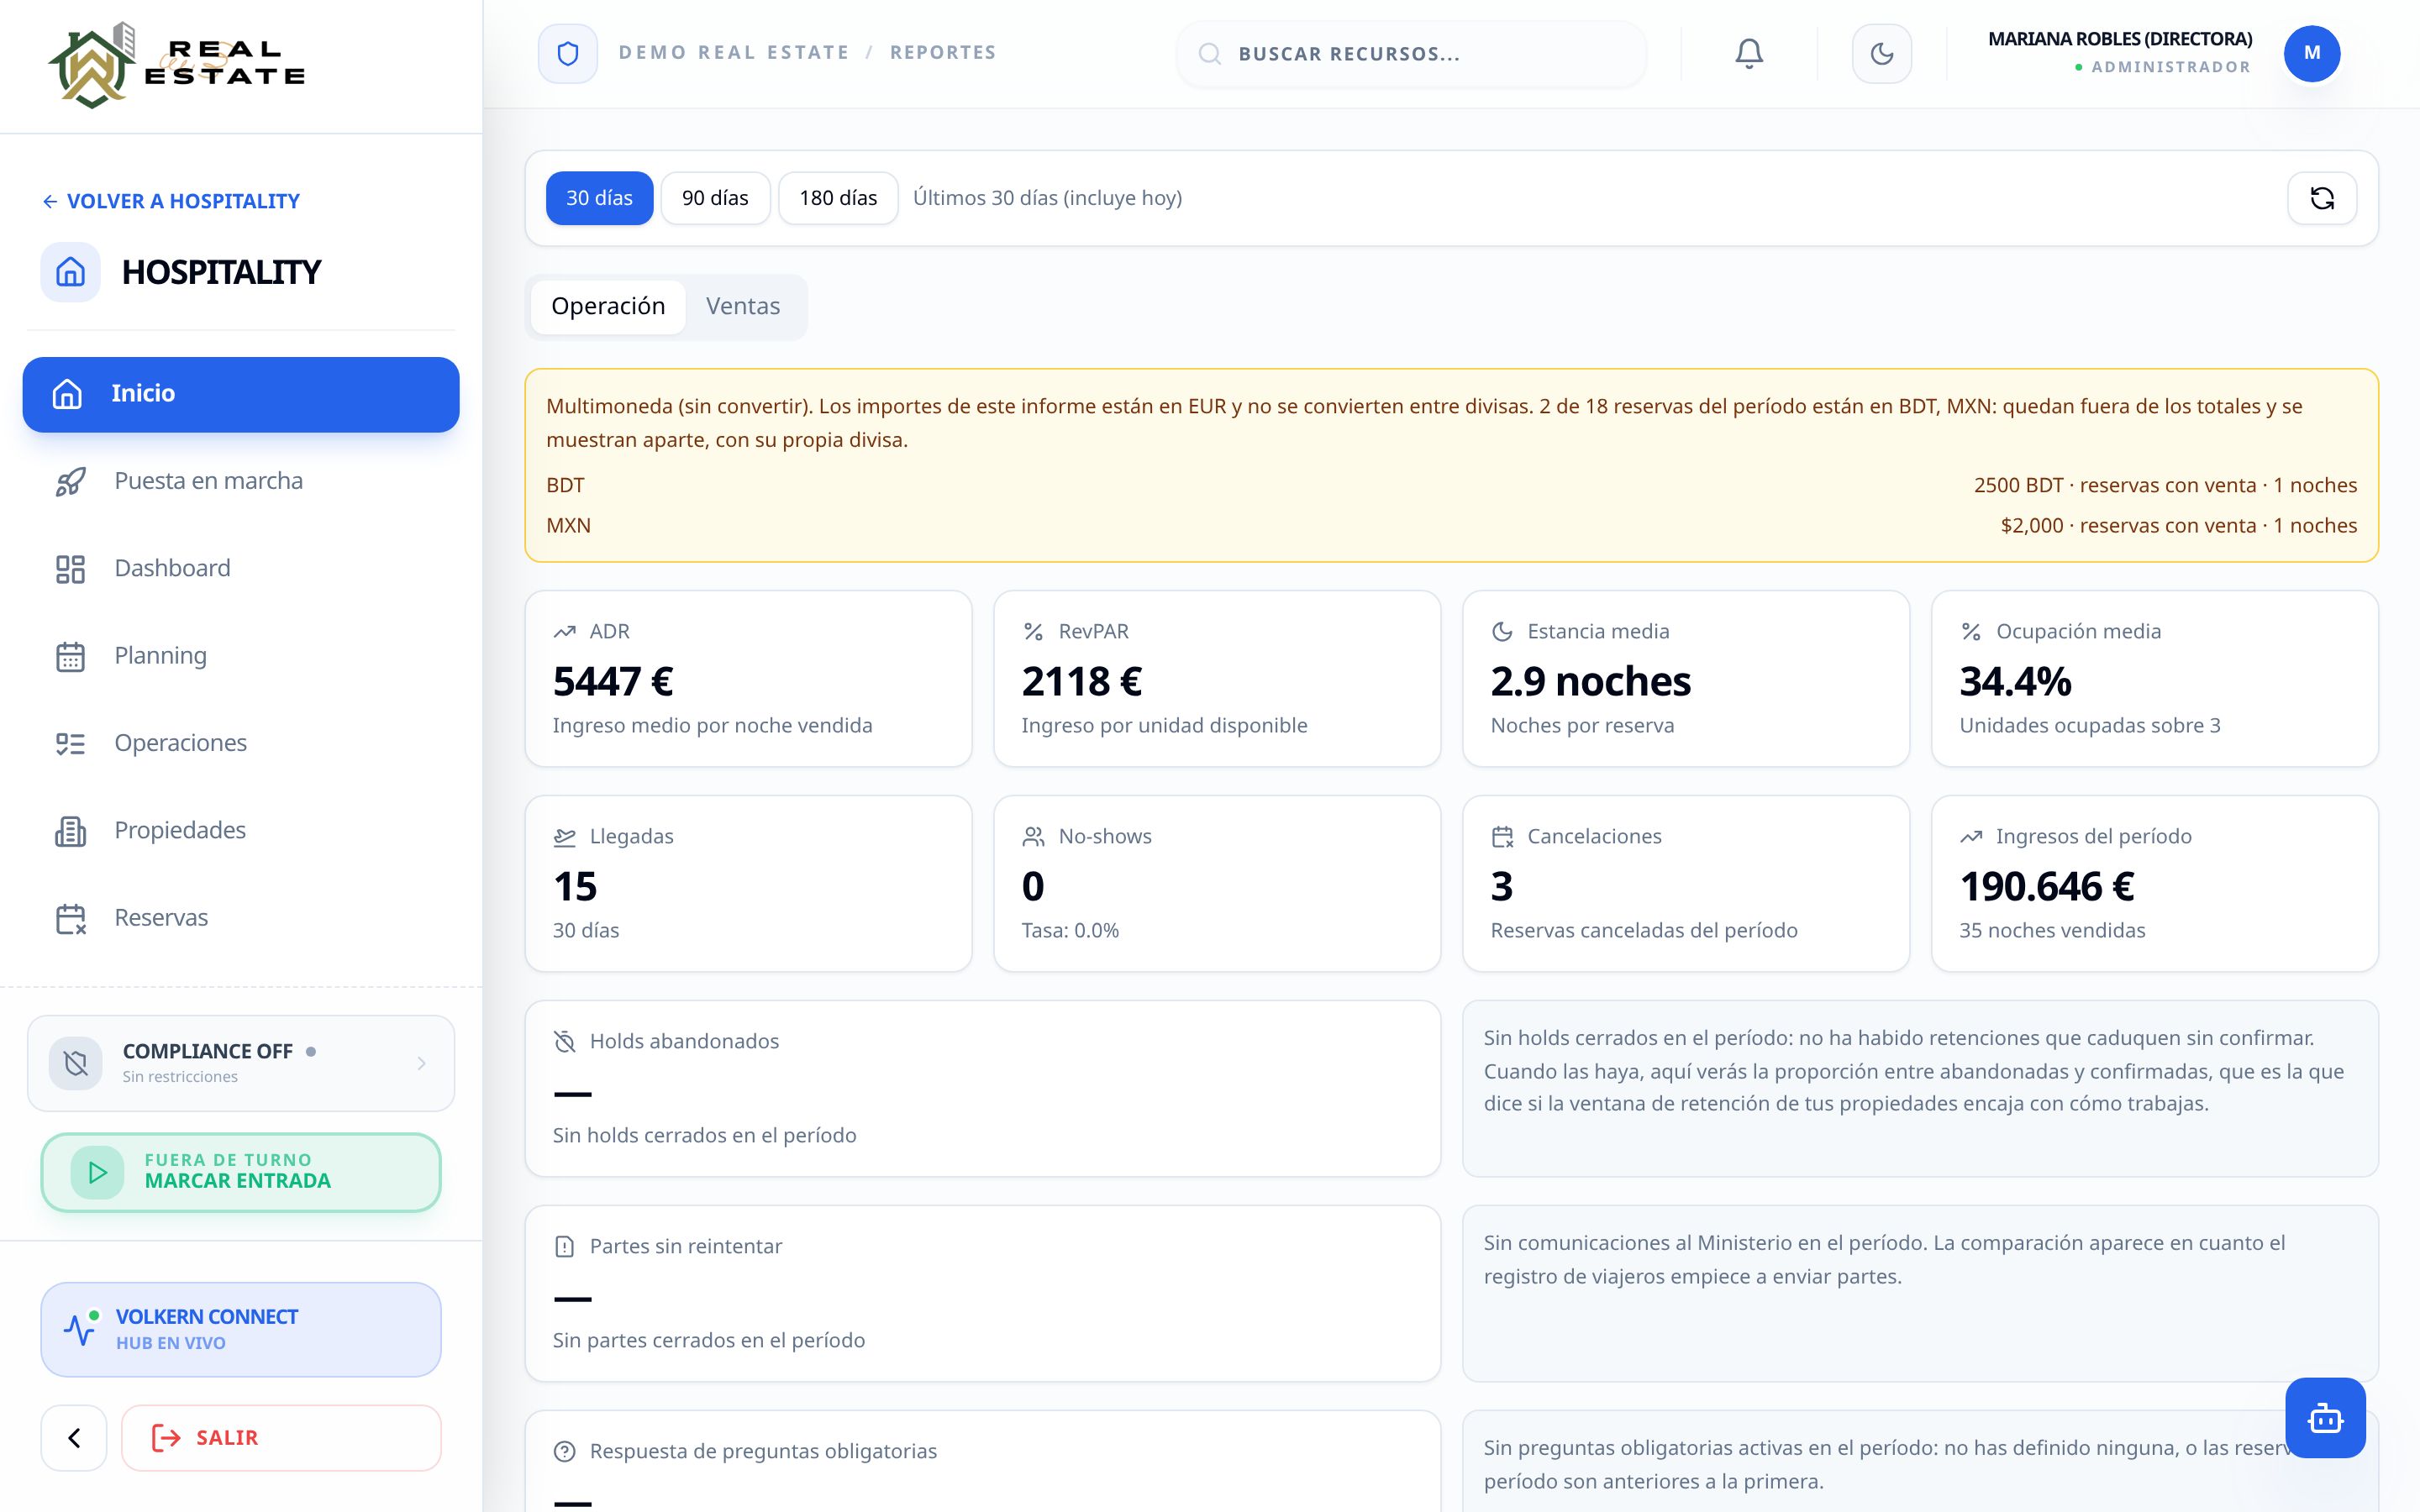 REAL
ESTATE
DEMO REAL ESTATE / REPORTES
BUSCAR RECURSOS...
MARIANA ROBLES (DIRECTORA)
ADMINISTRADOR
M
VOLVER A HOSPITALITY
HOSPITALITY
Inicio
Puesta en marcha
Dashboard
Planning
Operaciones
Propiedades
Reservas
COMPLIANCE OFF
Sin restricciones
FUERA DE TURNO
MARCAR ENTRADA
VOLKERN CONNECT
HUB EN VIVO
SALIR
30 días
90 días
180 días
Últimos 30 días (incluye hoy)
Operación
Ventas
Multimoneda (sin convertir). Los importes de este informe están en EUR y no se convierten entre divisas. 2 de 18 reservas del período están en BDT, MXN: quedan fuera de los totales y se
muestran aparte, con su propia divisa.
BDT
2500 BDT · reservas con venta · 1 noches
MXN
$2,000 · reservas con venta · 1 noches
ADR
5447 €
Ingreso medio por noche vendida
RevPAR
2118 €
Ingreso por unidad disponible
Estancia media
2.9 noches
Noches por reserva
Ocupación media
34.4%
Unidades ocupadas sobre 3
Llegadas
15
30 días
No-shows
0
Tasa: 0.0%
Cancelaciones
3
Reservas canceladas del período
Ingresos del período
190.646 €
35 noches vendidas
Holds abandonados
—
Sin holds cerrados en el período
Sin holds cerrados en el período: no ha habido retenciones que caduquen sin confirmar.
Cuando las haya, aquí verás la proporción entre abandonadas y confirmadas, que es la que
dice si la ventana de retención de tus propiedades encaja con cómo trabajas.
Partes sin reintentar
—
Sin partes cerrados en el período
Sin comunicaciones al Ministerio en el período. La comparación aparece en cuanto el
registro de viajeros empiece a enviar partes.
Respuesta de preguntas obligatorias
—
Sin preguntas obligatorias activas en el período: no has definido ninguna, o las
período son anteriores a la primera.